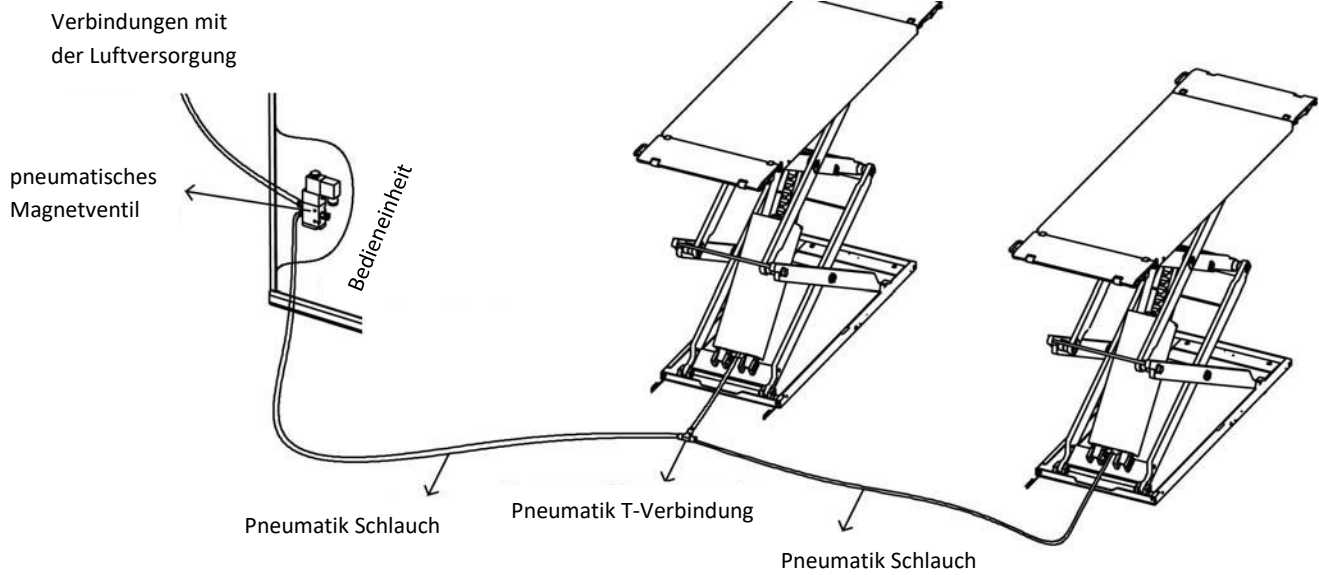 Verbindungen mit
der Luftversorgung
pneumatisches
Magnetventil
Bedieneinheit
Pneumatik Schlauch
Pneumatik T-Verbindung
Pneumatik Schlauch